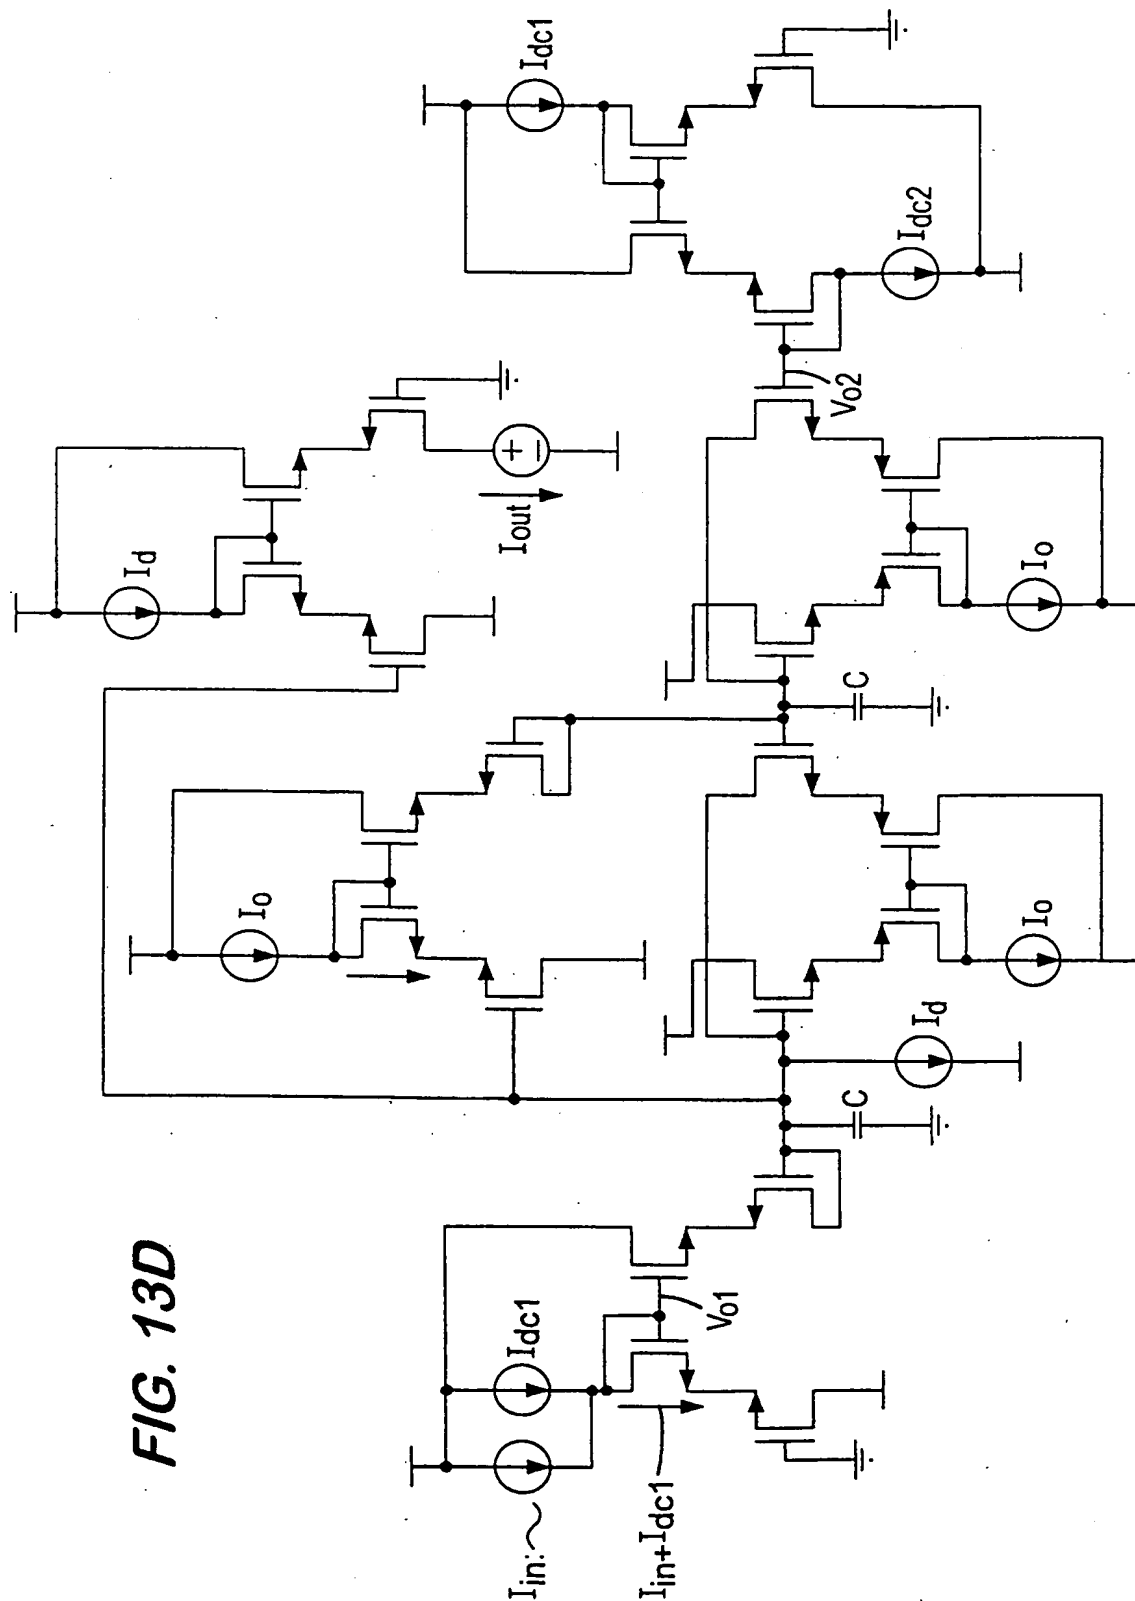 FIG. 13D
Iin:
Iin+Idc1
Idc1
Vo1
C
Id
Io
Io
C
Id
Iout
Io
Vo2
Idc2
Idc1